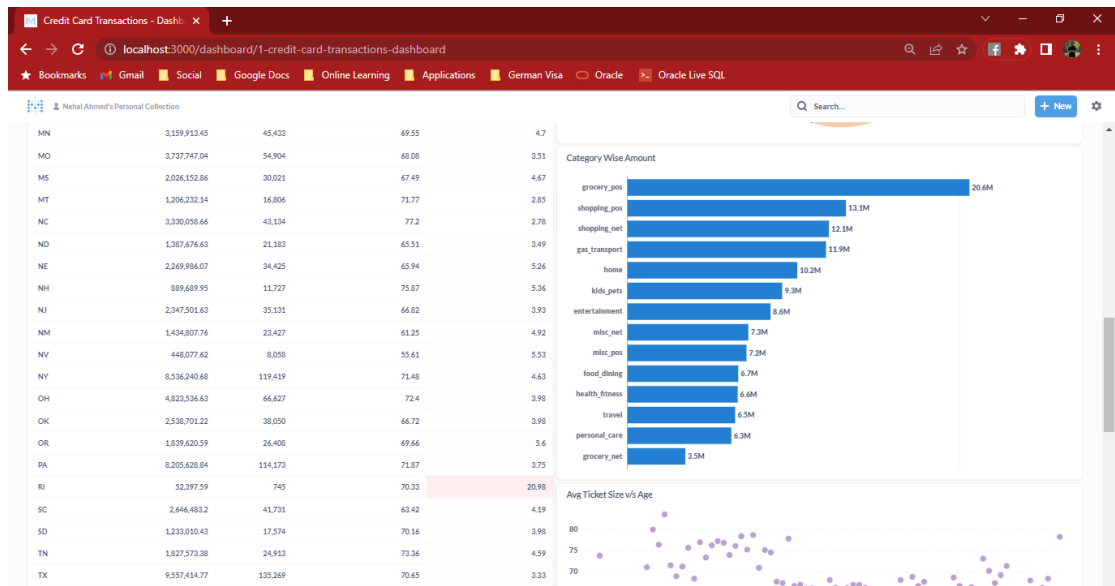 Credit Card Transactions - Dashb
localhost:3000/dashboard/1-credit-card-transactions-dashboard
Bookmarks Gmail Social Google Docs Online Learning Applications German Visa Oracle Oracle Live SQL
Nehal Ahmed's Personal Collection Search... + New
MN 3,159,913.45 45,433 69.55 4.7
MO 3,737,747.04 54,904 68.08 3.51
MS 2,026,152.86 30,021 67.49 4.67
MT 1,206,232.14 16,806 71.77 2.85
NC 3,330,058.66 43,134 77.2 2.78
ND 1,387,676.63 21,183 65.51 3.49
NE 2,269,986.07 34,425 65.94 5.26
NH 889,689.95 11,727 75.87 5.36
NJ 2,347,501.63 35,131 66.82 3.93
NM 1,434,807.76 23,427 61.25 4.92
NV 448,077.62 8,058 55.61 5.53
NY 8,536,240.68 119,419 71.48 4.63
OH 4,823,536.63 66,627 72.4 3.98
OK 2,538,701.22 38,050 66.72 3.98
OR 1,839,620.59 26,408 69.66 5.6
PA 8,205,628.84 114,173 71.87 3.75
RI 52,397.59 745 70.33 20.98
SC 2,646,483.2 41,731 63.42 4.19
SD 1,233,010.43 17,574 70.16 3.98
TN 1,827,573.38 24,913 73.36 4.59
TX 9,557,414.77 135,269 70.65 3.33
Category Wise Amount
grocery_pos 20.6M
shopping_pos 13.1M
shopping_net 12.1M
gas_transport 11.9M
home 10.2M
kids_pets 9.3M
entertainment 8.6M
misc_net 7.3M
misc_pos 7.2M
food_dining 6.7M
health_fitness 6.6M
travel 6.5M
personal_care 6.3M
grocery_net 3.5M
Avg Ticket Size v/s Age
80
75
70